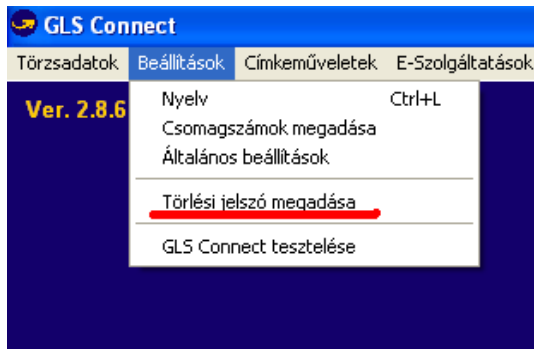 GLS Connect
Törzsadatok Beállítások Címkeműveletek E-Szolgáltatások
Ver. 2.8.6
Nyelv Ctrl+L
Csomagszámok megadása
Általános beállítások
Törlési jelszó megadása
GLS Connect tesztelése